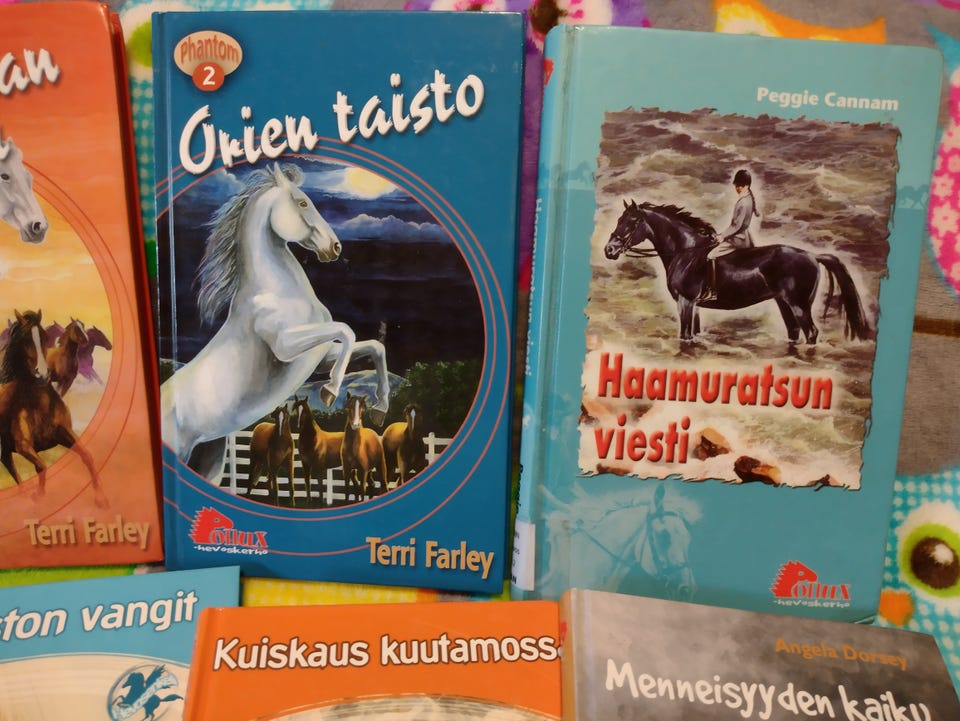 an
Terri Farley
Phantom
2
Orien taisto
Pollux
-hevoskerho
Terri Farley
Peggie Cannam
Haamuratsun
viesti
Pollux
-hevoskerho
ston vangit
Kuiskaus kuutamoss
Angela Dorsey
Menneisyyden kaiku